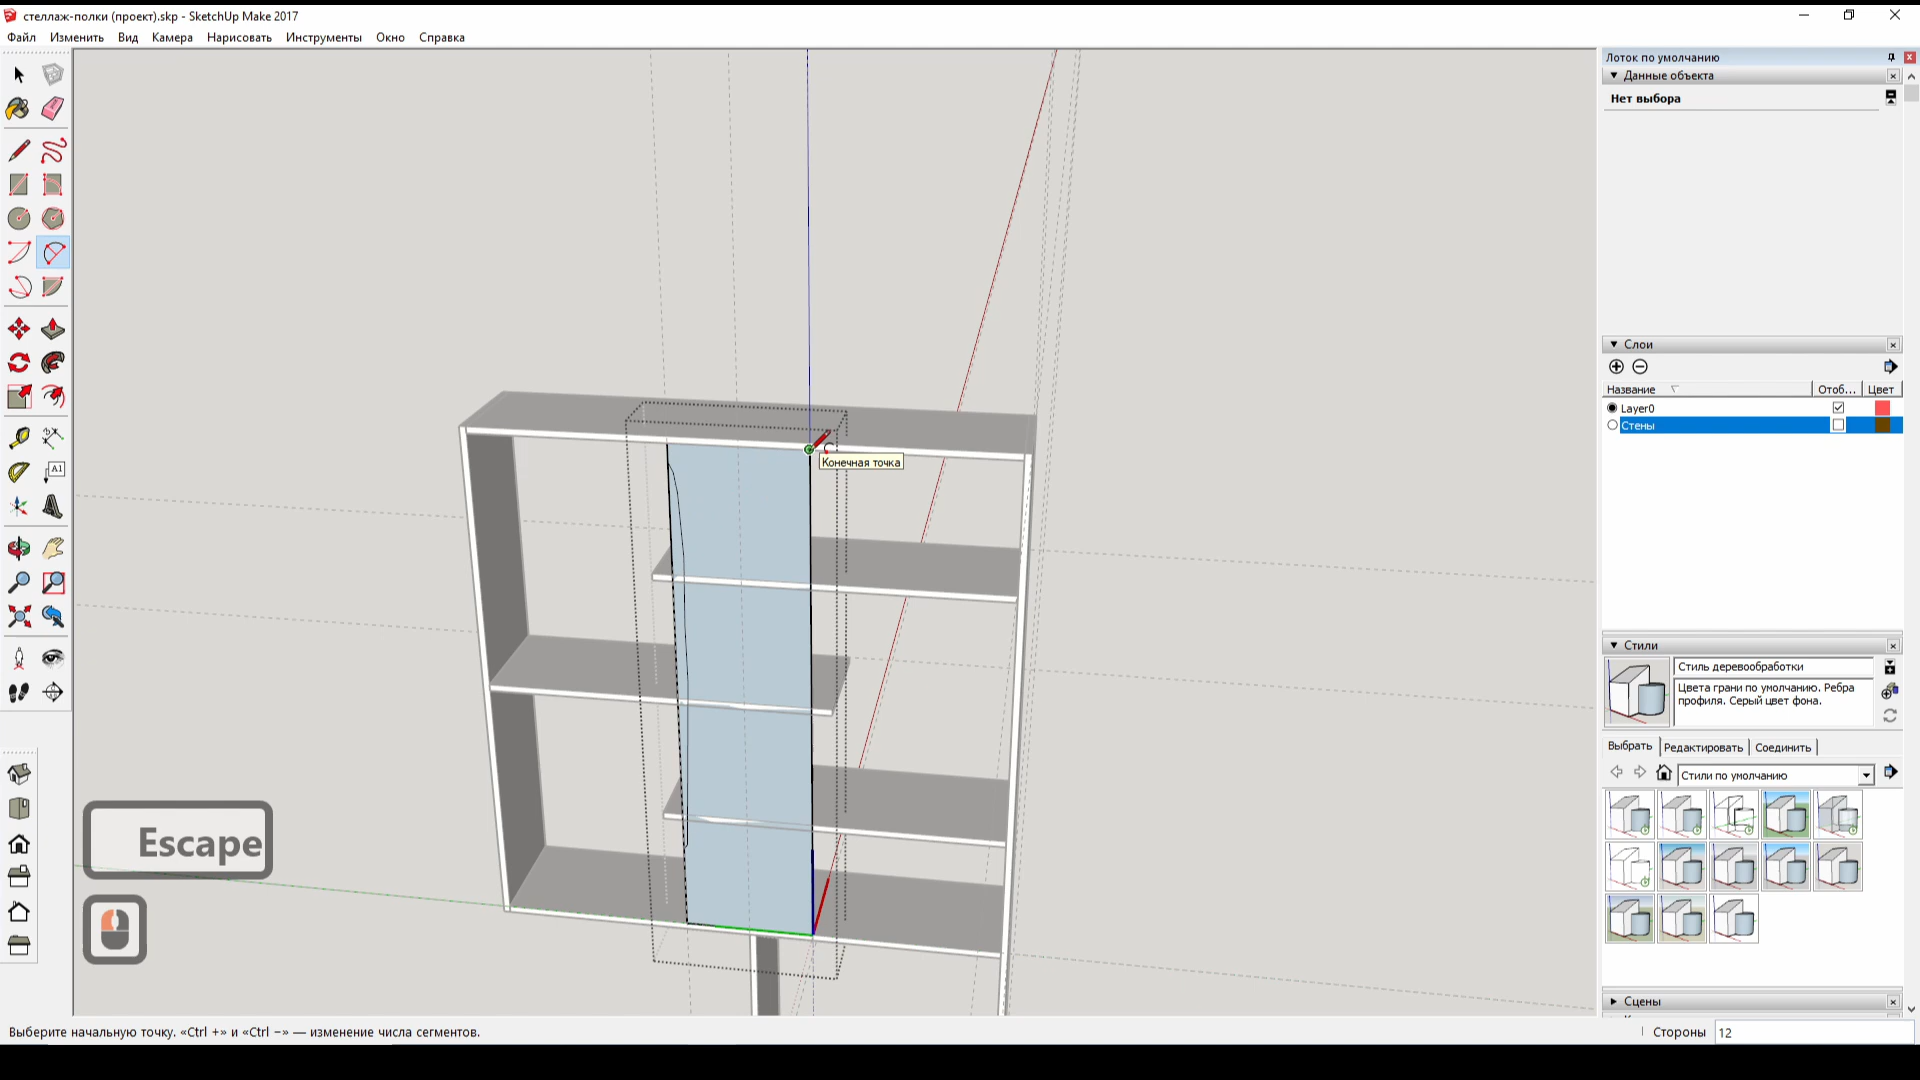 стеллаж-полки (проект).skp - SketchUp Make 2017
Файл Изменить Вид Камера Нарисовать Инструменты Окно Справка
Лоток по умолчанию
Данные объекта
Нет выбора
Слои
Название Отоб... Цвет
Layer0
Стены
Конечная точка
A1
Стили
Стиль деревообработки
Цвета грани по умолчанию. Ребра
профиля. Серый цвет фона.
Выбрать Редактировать Соединить
Стили по умолчанию
Escape
Сцены
Выберите начальную точку. «Ctrl +» и «Ctrl −» — изменение числа сегментов.
Стороны 12